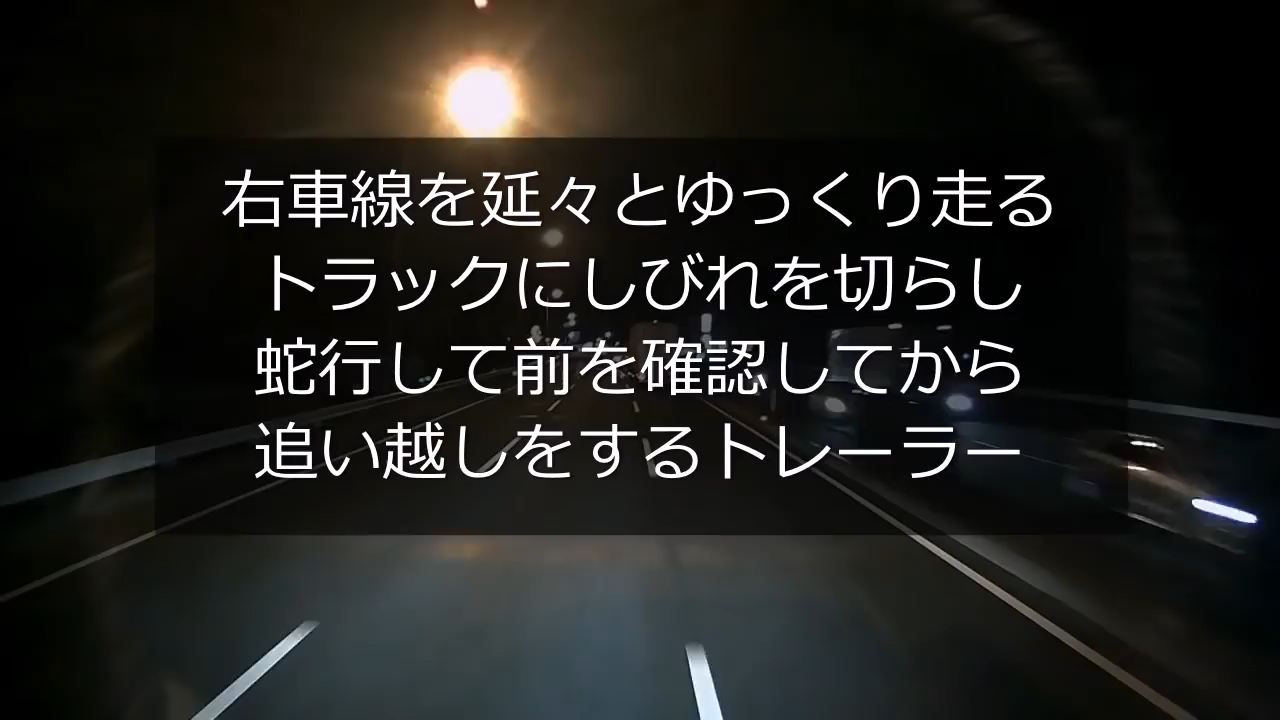 右車線を延々とゆっくり走る
トラックにしびれを切らし
蛇行して前を確認してから
追い越しをするトレーラー